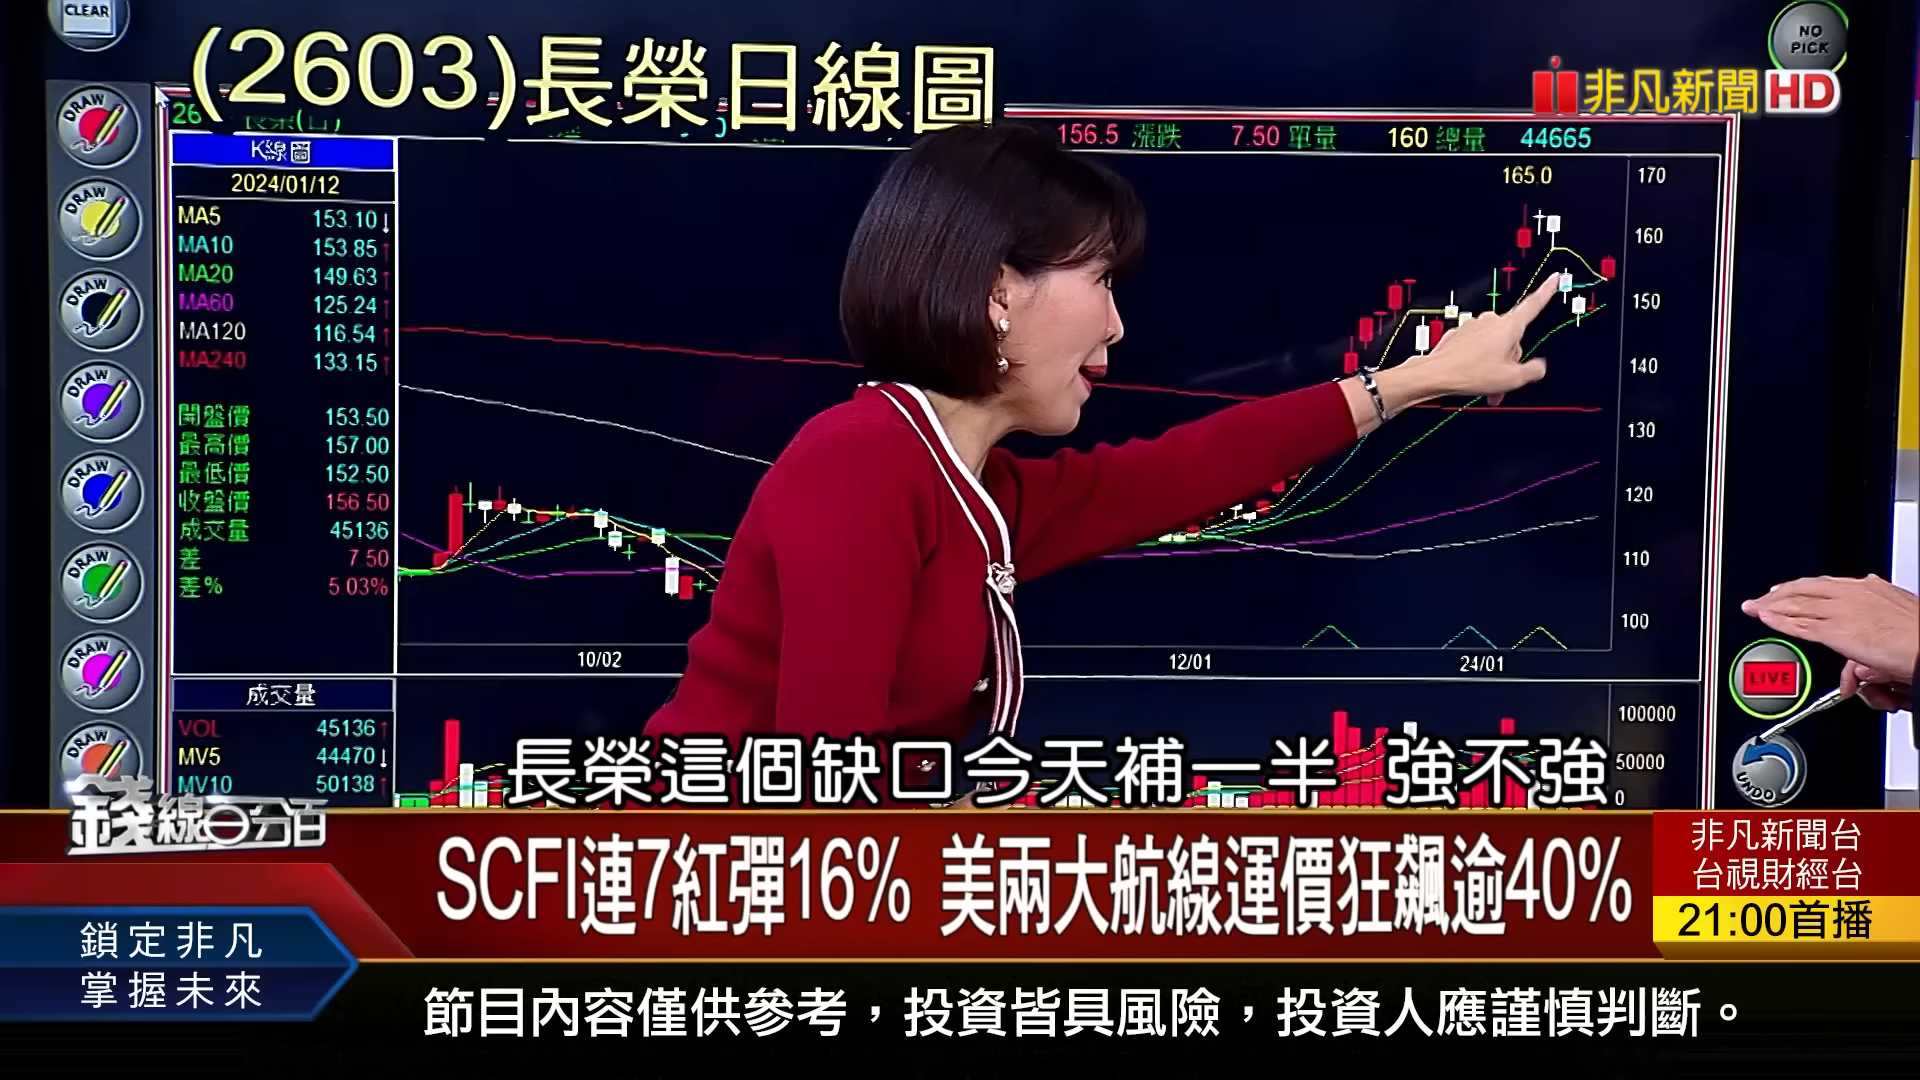 CLEAR
(2603)長榮日線圖
NO PICK
非凡新聞HD
26
156.5 漲跌 7.50 單量 160 總量 44665
K線圖
2024/01/12
MA5 153.10↓
MA10 153.85↑
MA20 149.63↑
MA60 125.24↑
MA120 116.54↑
MA240 133.15↑
開盤價 153.50
最高價 157.00
最低價 152.50
收盤價 156.50
成交量 45136
差 7.50
差% 5.03%
DRAW
DRAW
DRAW
DRAW
DRAW
DRAW
DRAW
DRAW
165.0
170
160
150
140
130
120
110
100
10/02
12/01
24/01
成交量
VOL 45136↑
MV5 44470↓
MV10 50138↑
100000
50000
0
LIVE
UNDO
長榮這個缺口今天補一半 強不強
錢線百分百
SCFI連7紅彈16% 美兩大航線運價狂飆逾40%
非凡新聞台
台視財經台
21:00首播
鎖定非凡
掌握未來
節目內容僅供參考，投資皆具風險，投資人應謹慎判斷。